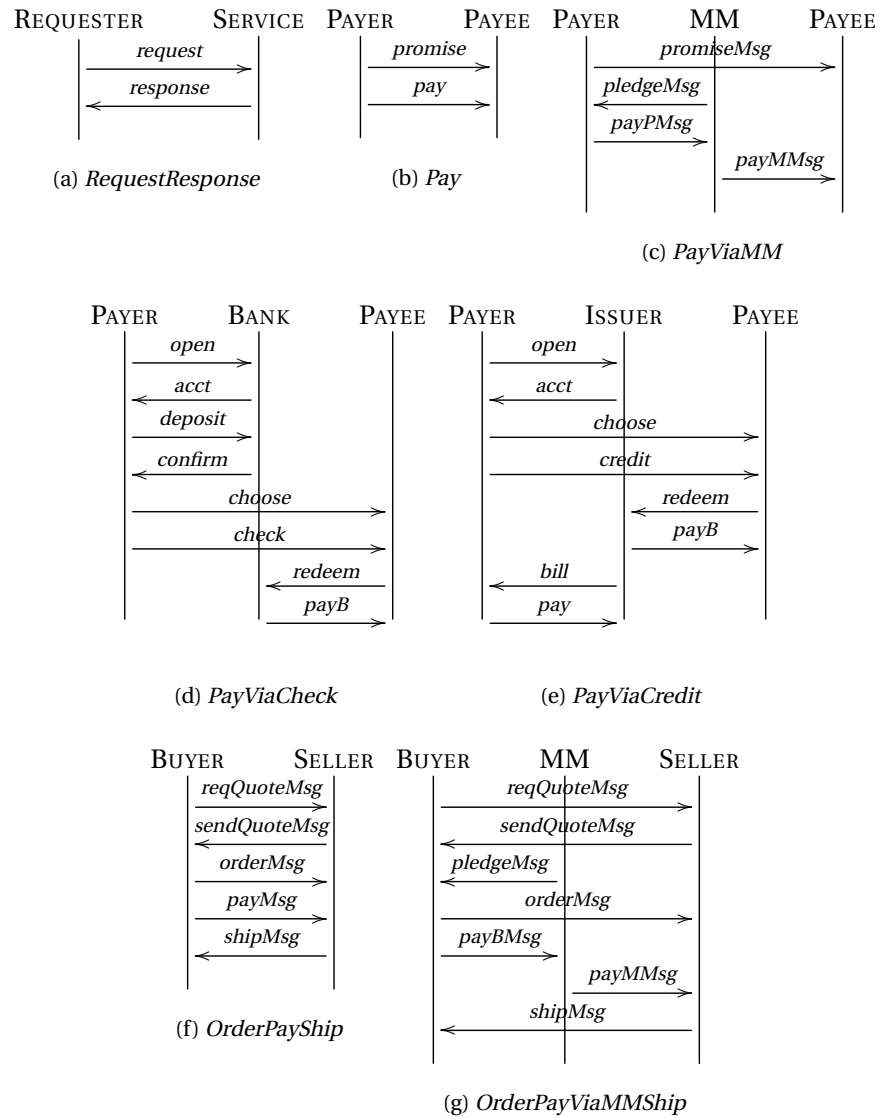 REQUESTER SERVICE
request
response
(a) RequestResponse
PAYER PAYEE
promise
pay
(b) Pay
PAYER MM PAYEE
promiseMsg
pledgeMsg
payPMsg
payMMsg
(c) PayViaMM
PAYER BANK PAYEE
open
acct
deposit
confirm
choose
check
redeem
payB
(d) PayViaCheck
PAYER ISSUER PAYEE
open
acct
choose
credit
redeem
payB
bill
pay
(e) PayViaCredit
BUYER SELLER
reqQuoteMsg
sendQuoteMsg
orderMsg
payMsg
shipMsg
(f) OrderPayShip
BUYER MM SELLER
reqQuoteMsg
sendQuoteMsg
pledgeMsg
orderMsg
payBMsg
payMMsg
shipMsg
(g) OrderPayViaMMShip